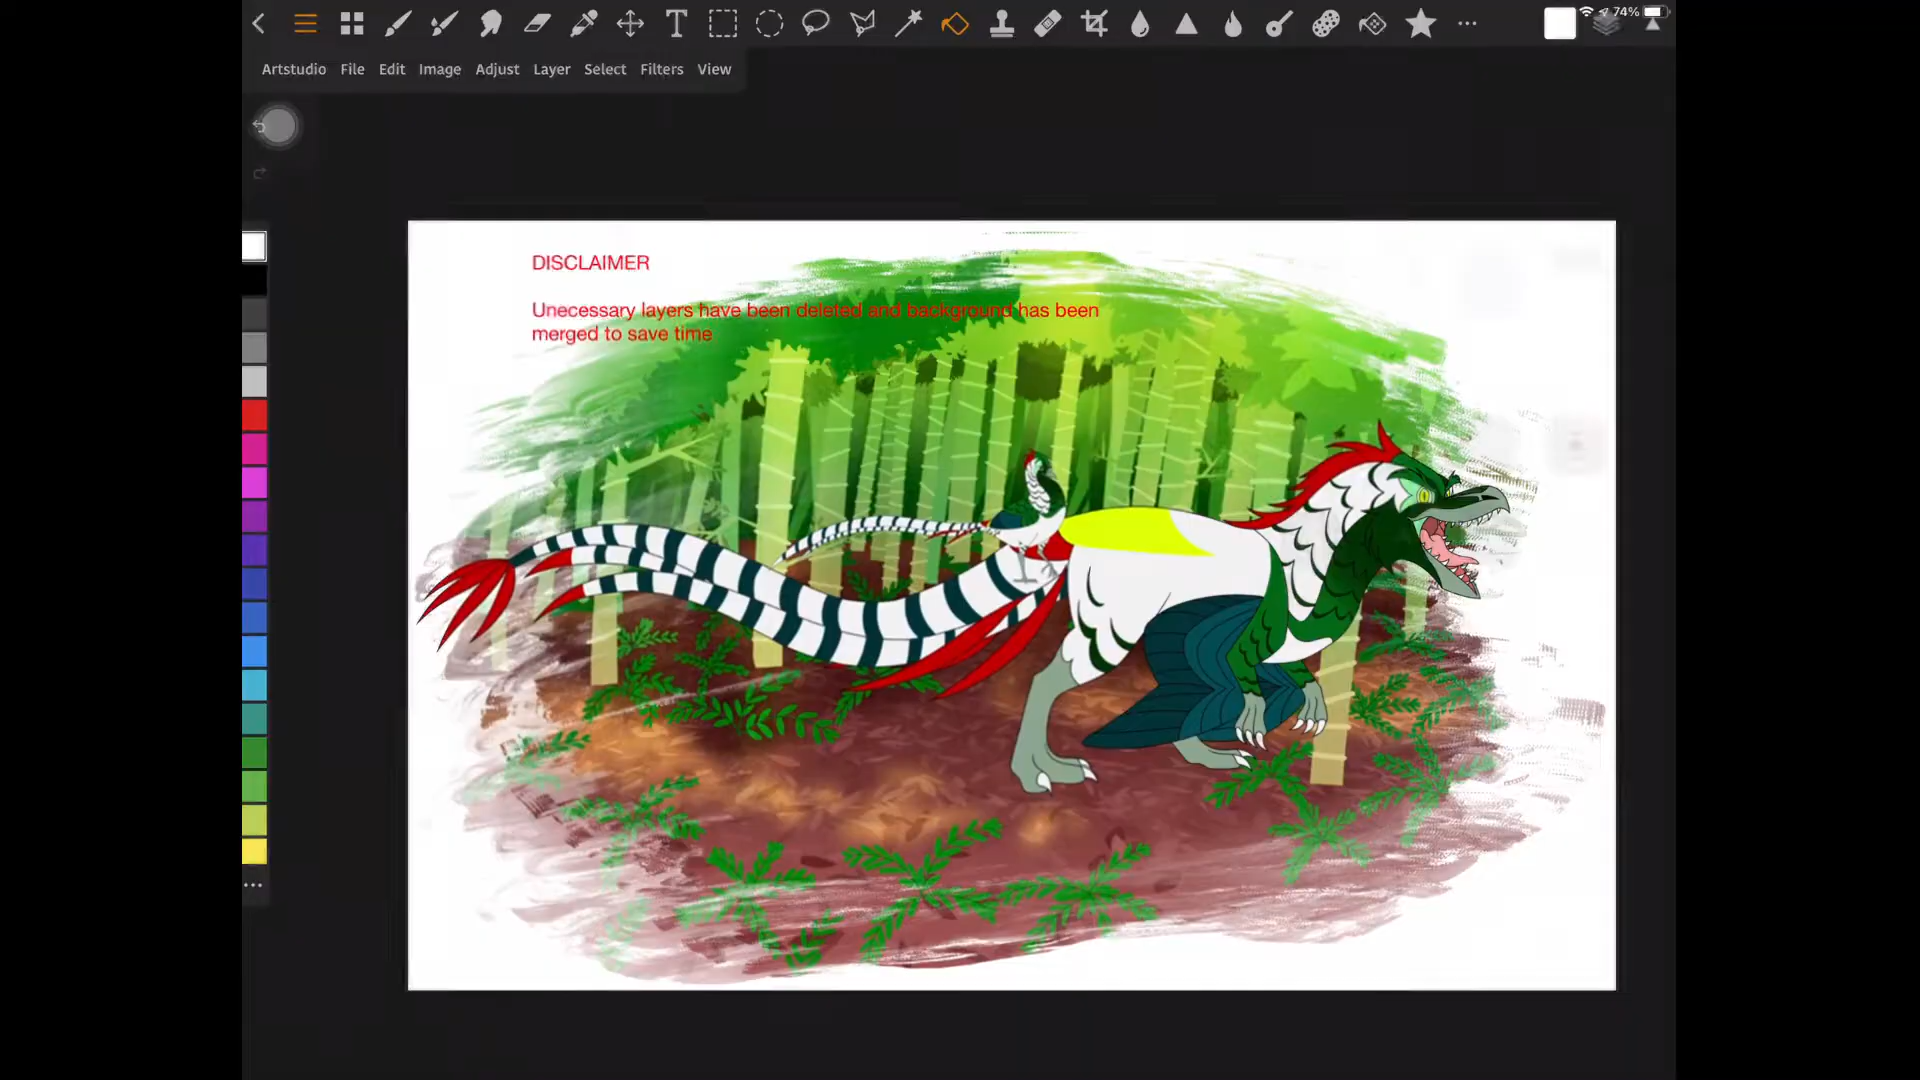 74%
Artstudio File Edit Image Adjust Layer Select Filters View
DISCLAIMER
Unecessary layers have been deleted and background has been
merged to save time